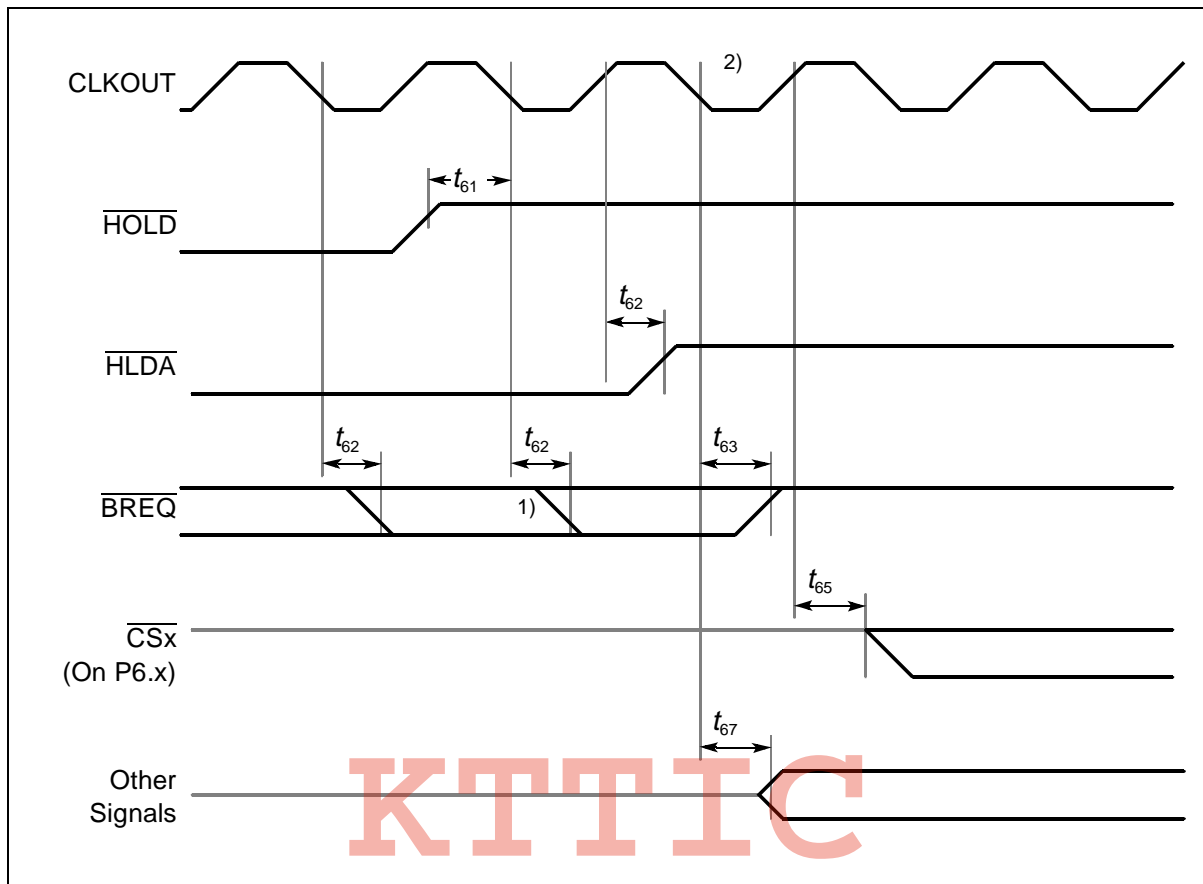 CLKOUT
2)
t61
HOLD
t62
HLDA
t62
t62
t63
BREQ
1)
t65
CSx
(On P6.x)
t67
Other
Signals
KTTIC